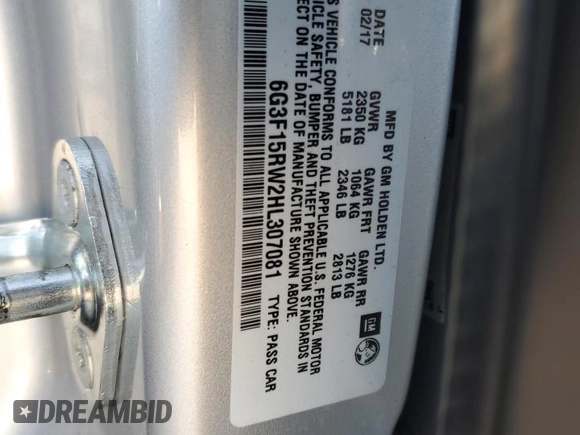 MFD BY GM HOLDEN LTD.
DATE GVWR GAWR FRT GAWR RR
02/17 2350 KG 1064 KG 1276 KG
5181 LB 2346 LB 2813 LB
S VEHICLE CONFORMS TO ALL APPLICABLE U.S. FEDERAL MOTOR
HICLE SAFETY, BUMPER AND THEFT PREVENTION STANDARDS IN
ECT ON THE DATE OF MANUFACTURE SHOWN ABOVE.
6G3F15RW2HL307081 TYPE: PASS CAR
GM
DREAMBID